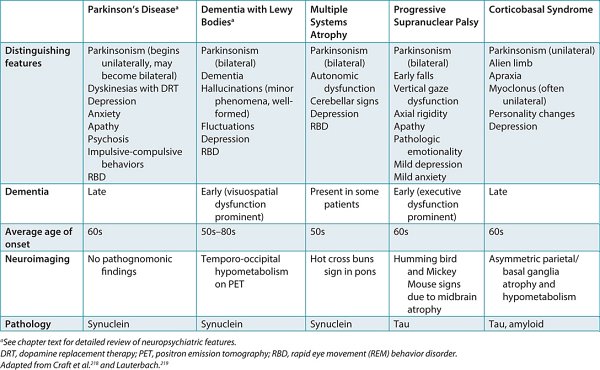 Parkinson's Diseaseᵃ
Dementia with Lewy
Bodiesᵃ
Multiple
Systems
Atrophy
Progressive
Supranuclear Palsy
Corticobasal Syndrome
Distinguishing
features
Parkinsonism (begins
unilaterally, may
become bilateral)
Dyskinesias with DRT
Depression
Anxiety
Apathy
Psychosis
Impulsive-compulsive
behaviors
RBD
Parkinsonism
(bilateral)
Dementia
Hallucinations (minor
phenomena, well-
formed)
Fluctuations
Depression
RBD
Parkinsonism
(bilateral)
Autonomic
dysfunction
Cerebellar signs
Depression
RBD
Parkinsonism
(bilateral)
Early falls
Vertical gaze
dysfunction
Axial rigidity
Apathy
Pathologic
emotionality
Mild depression
Mild anxiety
Parkinsonism (unilateral)
Alien limb
Apraxia
Myoclonus (often
unilateral)
Personality changes
Depression
Dementia
Late
Early (visuospatial
dysfunction
prominent)
Present in some
patients
Early (executive
dysfunction
prominent)
Late
Average age of
onset
60s
50s–80s
50s
60s
60s
Neuroimaging
No pathognomonic
findings
Temporo-occipital
hypometabolism
on PET
Hot cross buns
sign in pons
Humming bird
and Mickey
Mouse signs
due to midbrain
atrophy
Asymmetric parietal/
basal ganglia
atrophy and
hypometabolism
Pathology
Synuclein
Synuclein
Synuclein
Tau
Tau, amyloid
ᵃSee chapter text for detailed review of neuropsychiatric features.
DRT, dopamine replacement therapy; PET, positron emission tomography; RBD, rapid eye movement (REM) behavior disorder.
Adapted from Craft et al.²¹⁸ and Lauterbach.²¹⁹